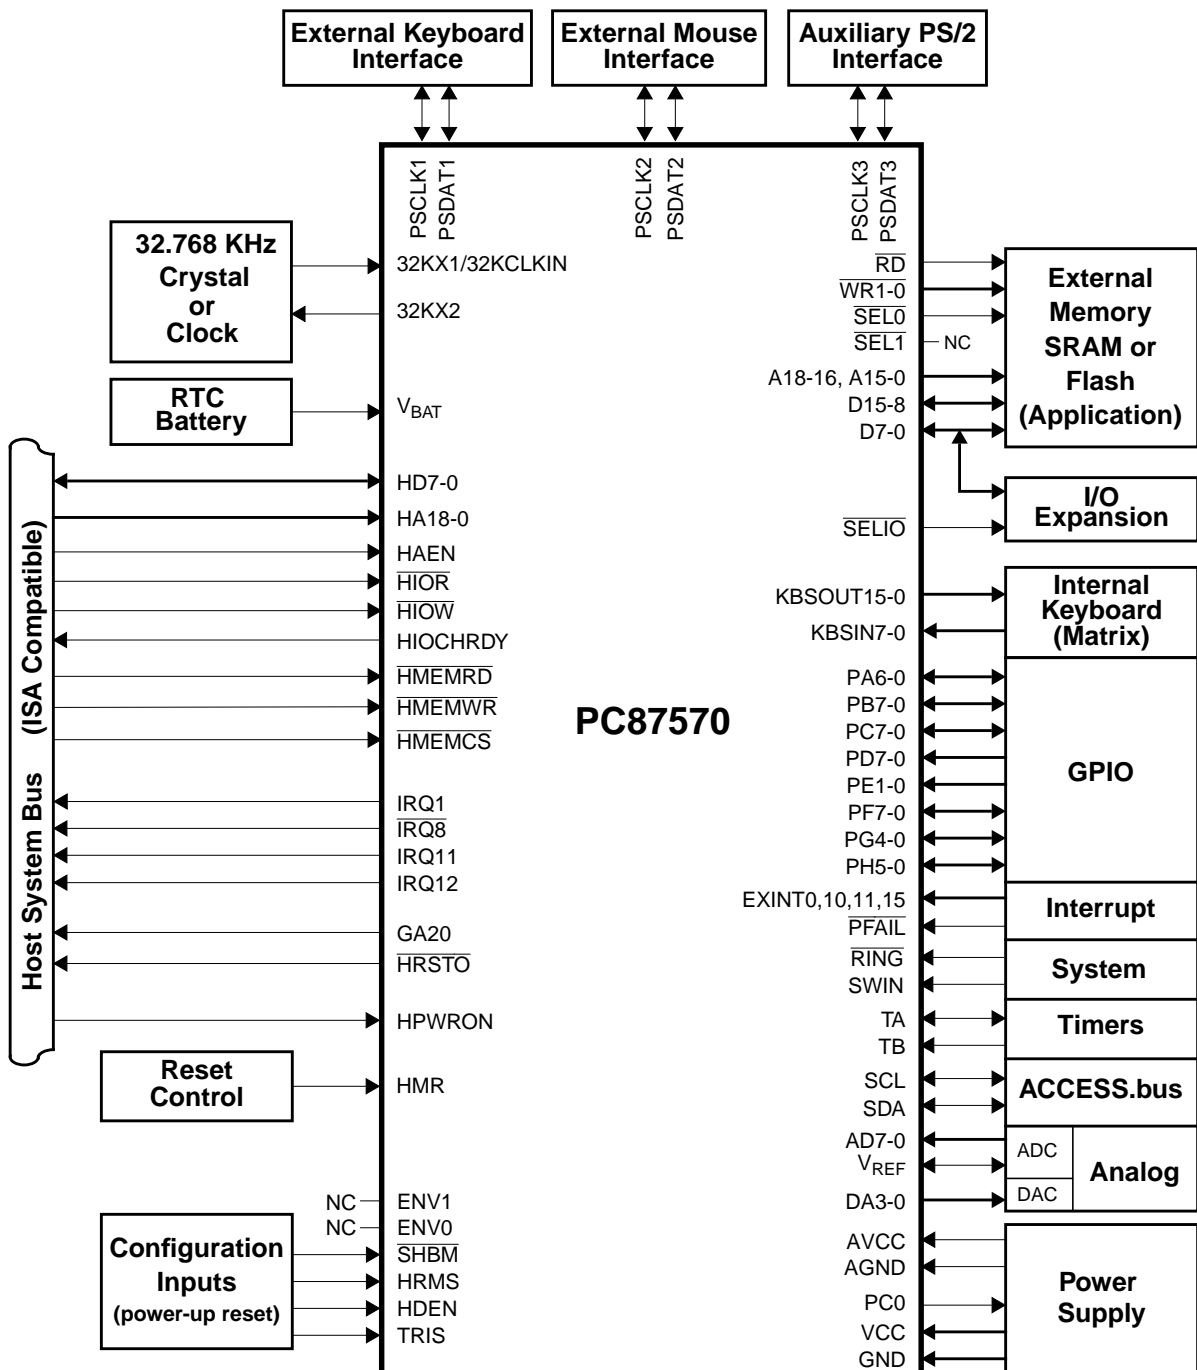 External Keyboard
Interface
External Mouse
Interface
Auxiliary PS/2
Interface
PSCLK1
PSDAT1
PSCLK2
PSDAT2
PSCLK3
PSDAT3
32.768 KHz
Crystal
or
Clock
32KX1/32KCLKIN
32KX2
RTC
Battery
VBAT
Host System Bus (ISA Compatible)
HD7-0
HA18-0
HAEN
HIOR
HIOW
HIOCHRDY
HMEMRD
HMEMWR
HMEMCS
IRQ1
IRQ8
IRQ11
IRQ12
GA20
HRSTO
HPWRON
Reset
Control
HMR
NC
ENV1
NC
ENV0
Configuration
Inputs
(power-up reset)
SHBM
HRMS
HDEN
TRIS
PC87570
RD
WR1-0
SEL0
SEL1
NC
A18-16, A15-0
D15-8
D7-0
External
Memory
SRAM or
Flash
(Application)
SELIO
I/O
Expansion
KBSOUT15-0
KBSIN7-0
Internal
Keyboard
(Matrix)
PA6-0
PB7-0
PC7-0
PD7-0
PE1-0
PF7-0
PG4-0
PH5-0
GPIO
EXINT0,10,11,15
PFAIL
Interrupt
RING
SWIN
System
TA
TB
Timers
SCL
SDA
ACCESS.bus
AD7-0
VREF
DA3-0
ADC
DAC
Analog
AVCC
AGND
PC0
VCC
GND
Power
Supply